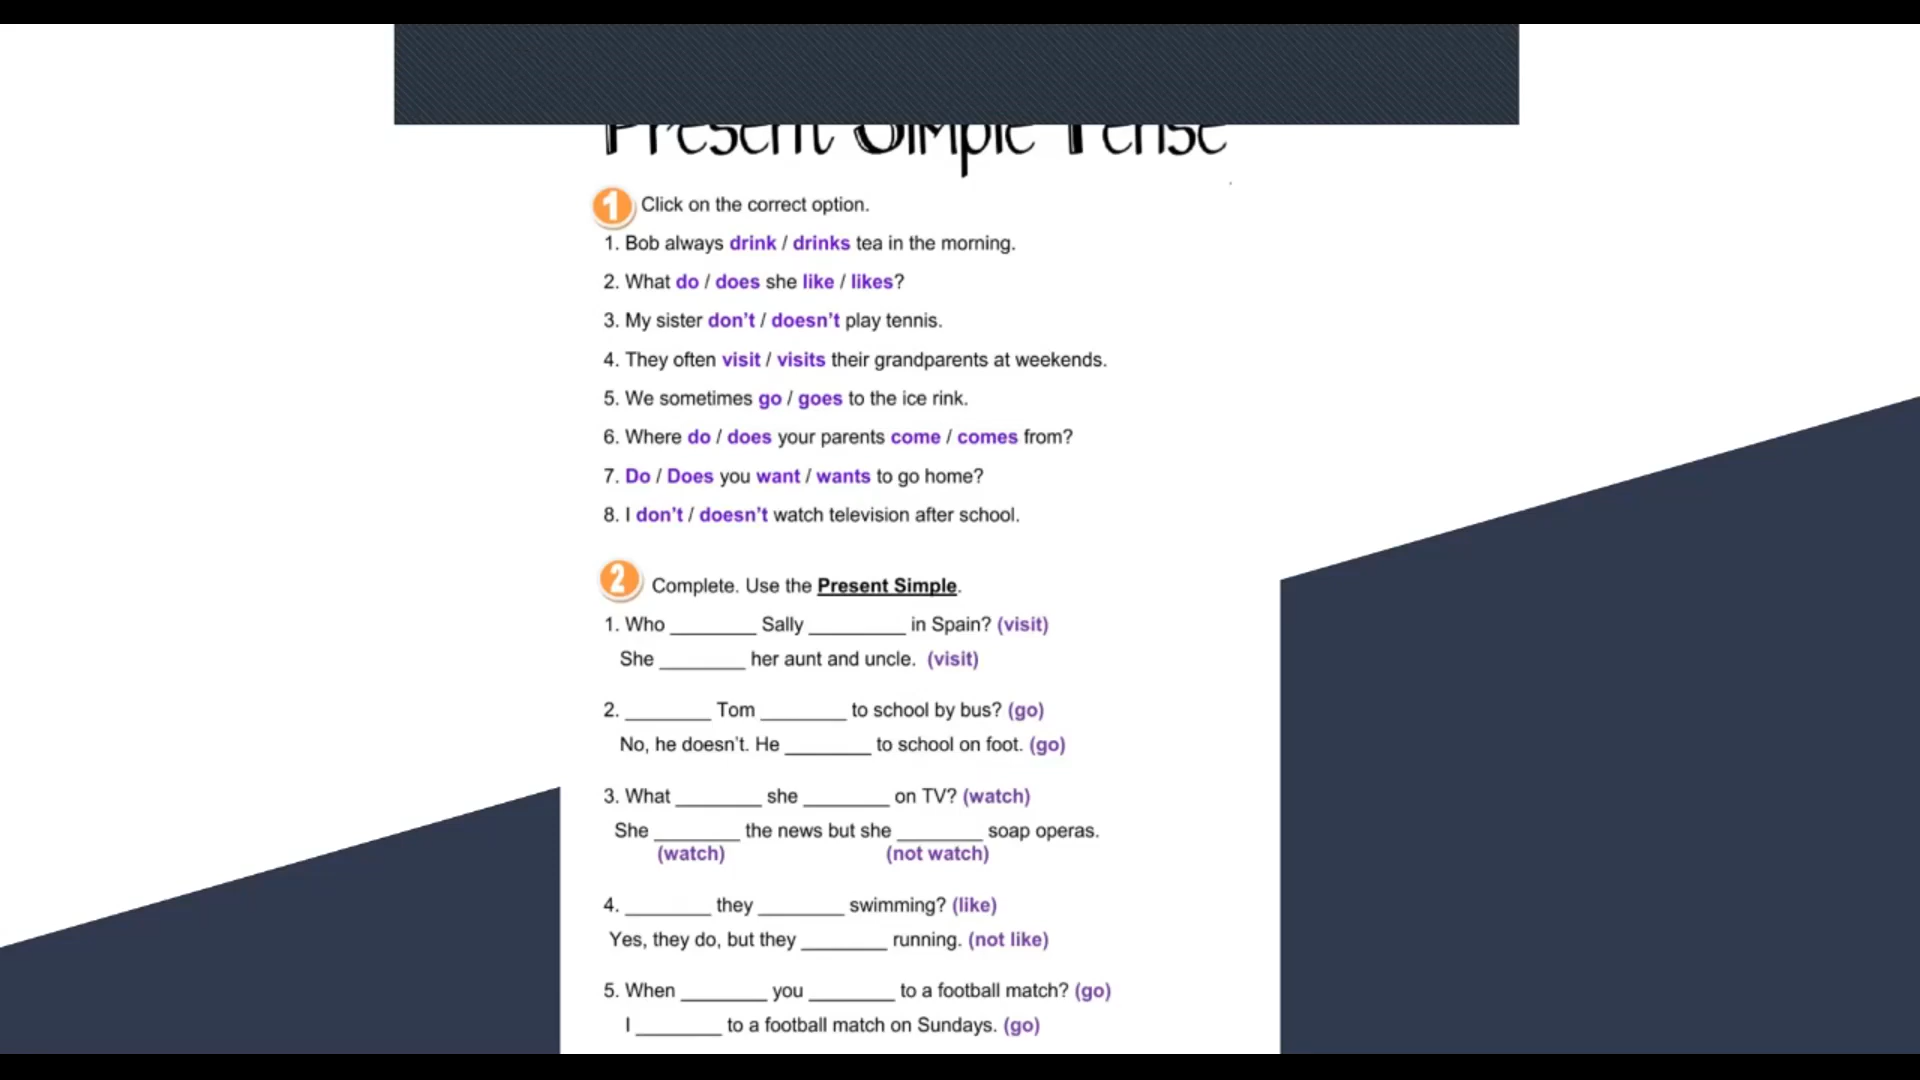 Present Simple Tense
1 Click on the correct option.
1. Bob always drink / drinks tea in the morning.
2. What do / does she like / likes?
3. My sister don't / doesn't play tennis.
4. They often visit / visits their grandparents at weekends.
5. We sometimes go / goes to the ice rink.
6. Where do / does your parents come / comes from?
7. Do / Does you want / wants to go home?
8. I don't / doesn't watch television after school.
2 Complete. Use the Present Simple.
1. Who ________ Sally _________ in Spain? (visit)
She ________ her aunt and uncle. (visit)
2. ________ Tom ________ to school by bus? (go)
No, he doesn't. He ________ to school on foot. (go)
3. What ________ she ________ on TV? (watch)
She ________ the news but she ________ soap operas.
(watch) (not watch)
4. ________ they ________ swimming? (like)
Yes, they do, but they ________ running. (not like)
5. When ________ you ________ to a football match? (go)
I ________ to a football match on Sundays. (go)